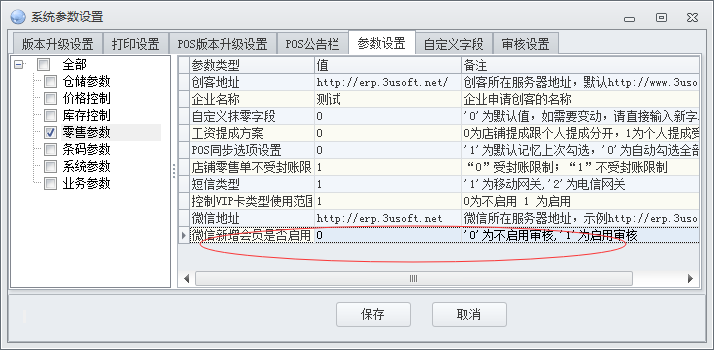 系统参数设置
版本升级设置 打印设置 POS版本升级设置 POS公告栏 参数设置 自定义字段 审核设置
全部
仓储参数
价格控制
库存控制
零售参数
条码参数
系统参数
业务参数
参数类型 值 备注
创客地址 http://erp.3usoft.net/ 创客所在服务器地址，默认http://www.3us
企业名称 测试 企业申请创客的名称
自定义抹零字段 0 '0'为默认值，如需要变动，请直接输入新字
工资提成方案 0 0为店铺提成跟个人提成分开，1为个人提成受
POS同步选项设置 0 '1'为默认记忆上次勾选，'0'为自动勾选全部
店铺零售单不受封账限 1 “0”受封账限制；“1”不受封账限制
短信类型 1 '1'为移动网关,'2'为电信网关
控制VIP卡类型使用范围 1 0为不启用 1 为启用
微信地址 http://erp.3usoft.net 微信所在服务器地址，示例http://erp.3usof
微信新增会员是否启用 0 '0'为不启用审核,'1'为启用审核
保存 取消